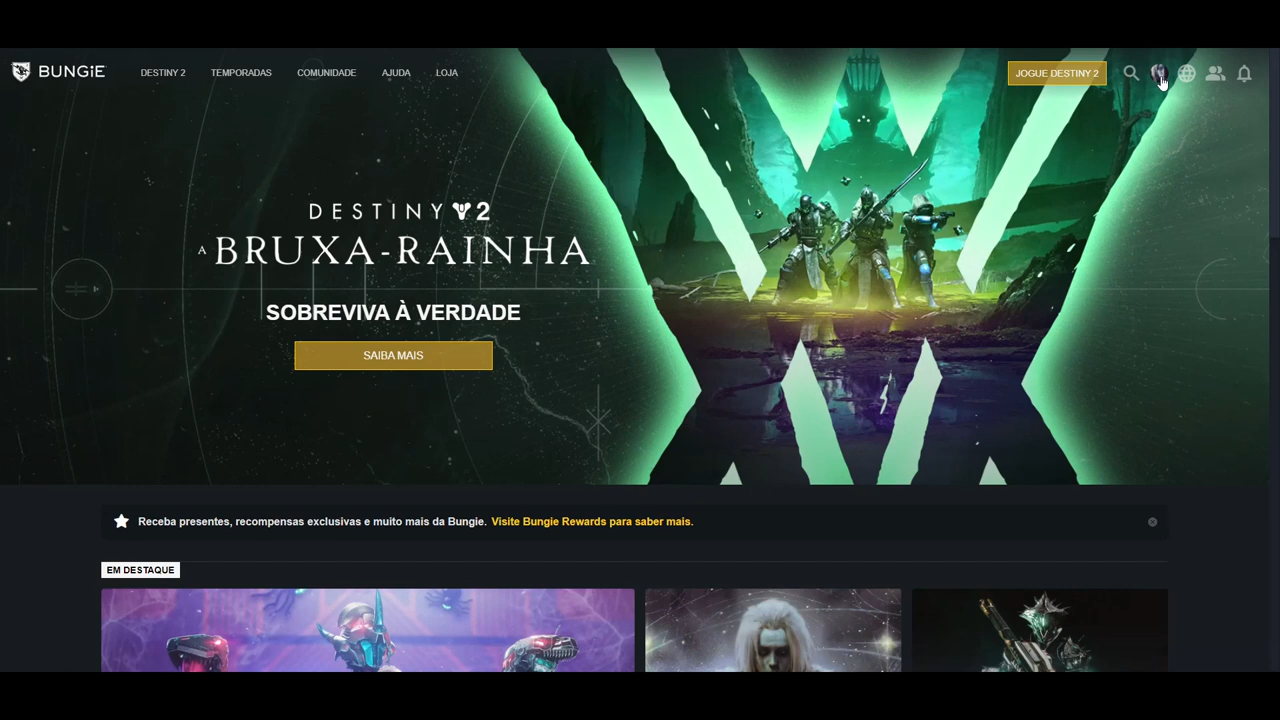 BUNGiE DESTINY 2 TEMPORADAS COMUNIDADE AJUDA LOJA JOGUE DESTINY 2
DESTINY 2
A BRUXA-RAINHA
SOBREVIVA À VERDADE
SAIBA MAIS
Receba presentes, recompensas exclusivas e muito mais da Bungie. Visite Bungie Rewards para saber mais.
EM DESTAQUE